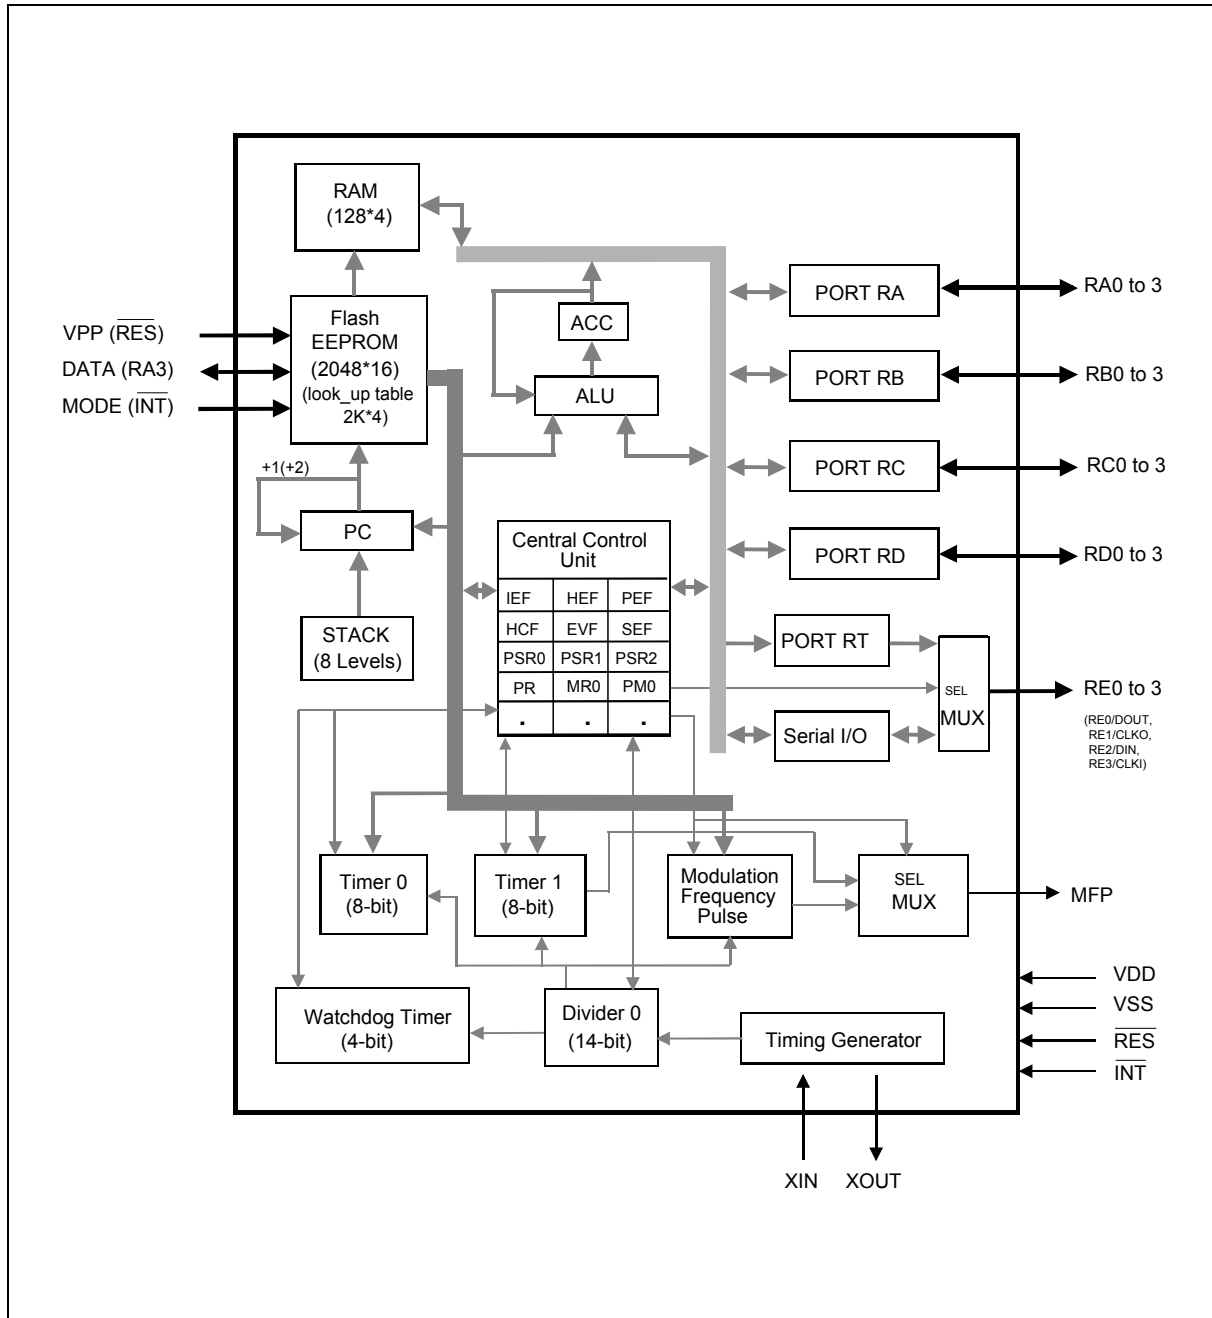 RAM
(128*4)
VPP (RES)
DATA (RA3)
MODE (INT)
Flash
EEPROM
(2048*16)
(look_up table
2K*4)
ACC
ALU
+1(+2)
PC
STACK
(8 Levels)
Central Control
Unit
IEF HEF PEF
HCF EVF SEF
PSR0 PSR1 PSR2
PR MR0 PM0
. . .
PORT RA
RA0 to 3
PORT RB
RB0 to 3
PORT RC
RC0 to 3
PORT RD
RD0 to 3
PORT RT
Serial I/O
SEL
MUX
RE0 to 3
(RE0/DOUT,
RE1/CLKO,
RE2/DIN,
RE3/CLKI)
Timer 0
(8-bit)
Timer 1
(8-bit)
Modulation
Frequency
Pulse
SEL
MUX
MFP
Watchdog Timer
(4-bit)
Divider 0
(14-bit)
Timing Generator
VDD
VSS
RES
INT
XIN XOUT